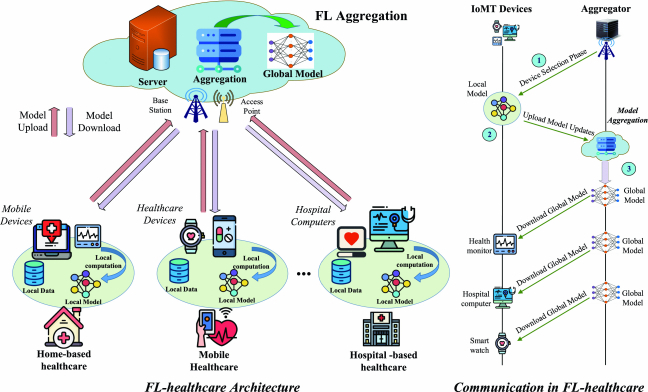 FL Aggregation
Server
Aggregation
Global Model
Base
Station
Access
Point
Model
Upload
Model
Download
Mobile
Devices
Healthcare
Devices
Hospital
Computers
Local
computation
Local Data
Local Model
Local
computation
Local Data
Local Model
...
Local
computation
Local Data
Local Model
Home-based
healthcare
Mobile
Healthcare
Hospital -based
healthcare
FL-healthcare Architecture
IoMT Devices
Aggregator
1
Device Selection Phase
Local
Model
2
Upload Model Updates
Model
Aggregation
3
Global
Model
Download Global Model
Health
monitor
Global
Model
Download Global Model
Hospital
computer
Global
Model
Download Global Model
Smart
watch
Communication in FL-healthcare